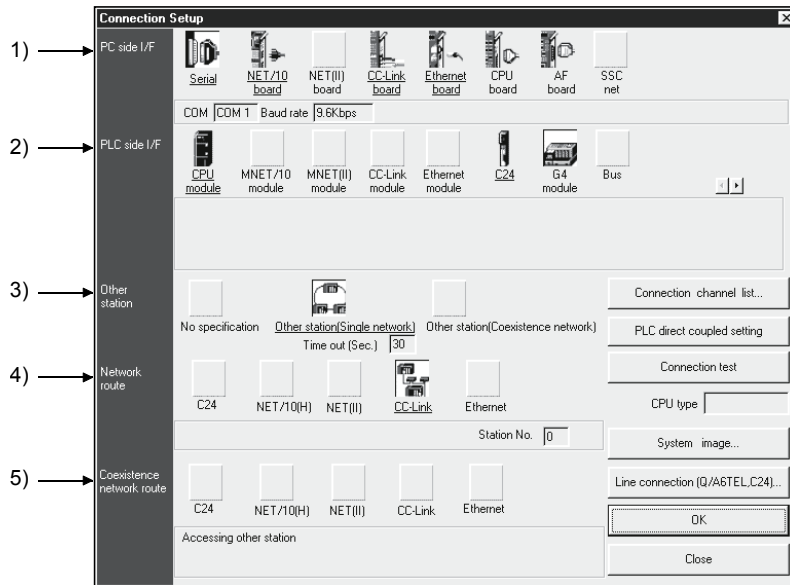 Connection Setup
1)
PC side I/F
Serial
NET/10 board
NET(II) board
CC-Link board
Ethernet board
CPU board
AF board
SSC net
COM COM 1 Baud rate 9.6Kbps
2)
PLC side I/F
CPU module
MNET/10 module
MNET(II) module
CC-Link module
Ethernet module
C24
G4 module
Bus
3)
Other station
No specification
Other station(Single network)
Other station(Coexistence network)
Time out (Sec.) 30
Connection channel list...
PLC direct coupled setting
4)
Network route
C24
NET/10(H)
NET(II)
CC-Link
Ethernet
Connection test
CPU type
Station No. 0
System image...
5)
Coexistence network route
C24
NET/10(H)
NET(II)
CC-Link
Ethernet
Line connection (Q/A6TEL,C24)...
OK
Accessing other station
Close